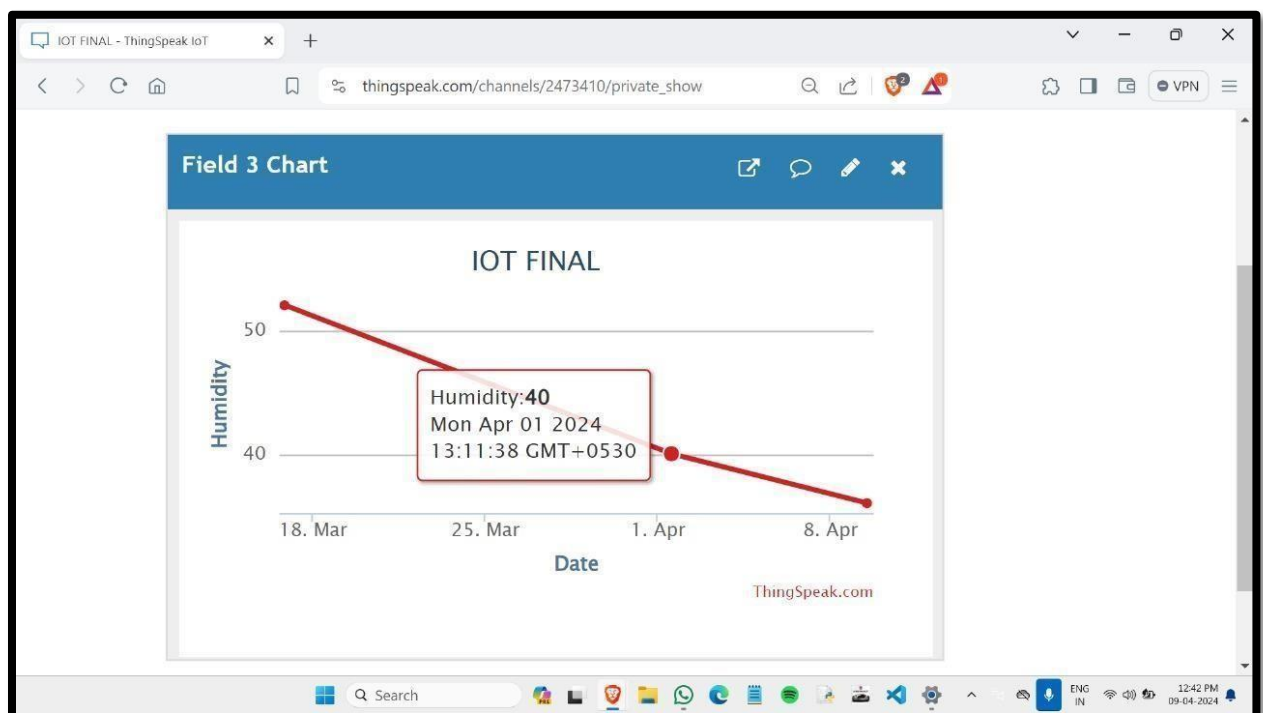 IOT FINAL - ThingSpeak IoT
thingspeak.com/channels/2473410/private_show
2
1
VPN
Field 3 Chart
IOT FINAL
50
40
Humidity
Humidity:40
Mon Apr 01 2024
13:11:38 GMT+0530
18. Mar
25. Mar
1. Apr
8. Apr
Date
ThingSpeak.com
Search
ENG
IN
12:42 PM
09-04-2024